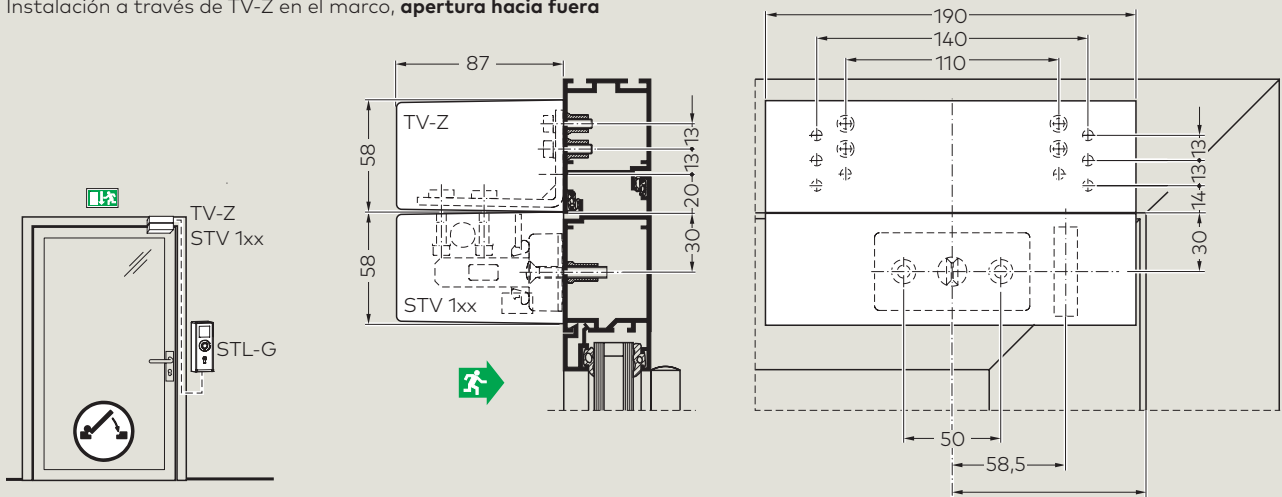 Instalación a través de TV-Z en el marco, apertura hacia fuera
TV-Z
STV 1xx
STL-G
87
58
58
TV-Z
STV 1xx
13
13
20
30
190
140
110
13
13
14
30
50
58,5